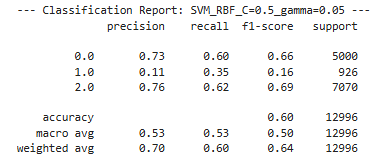 --- Classification Report: SVM_RBF_C=0.5_gamma=0.05 ---
precision recall f1-score support
0.0 0.73 0.60 0.66 5000
1.0 0.11 0.35 0.16 926
2.0 0.76 0.62 0.69 7070
accuracy 0.60 12996
macro avg 0.53 0.53 0.50 12996
weighted avg 0.70 0.60 0.64 12996